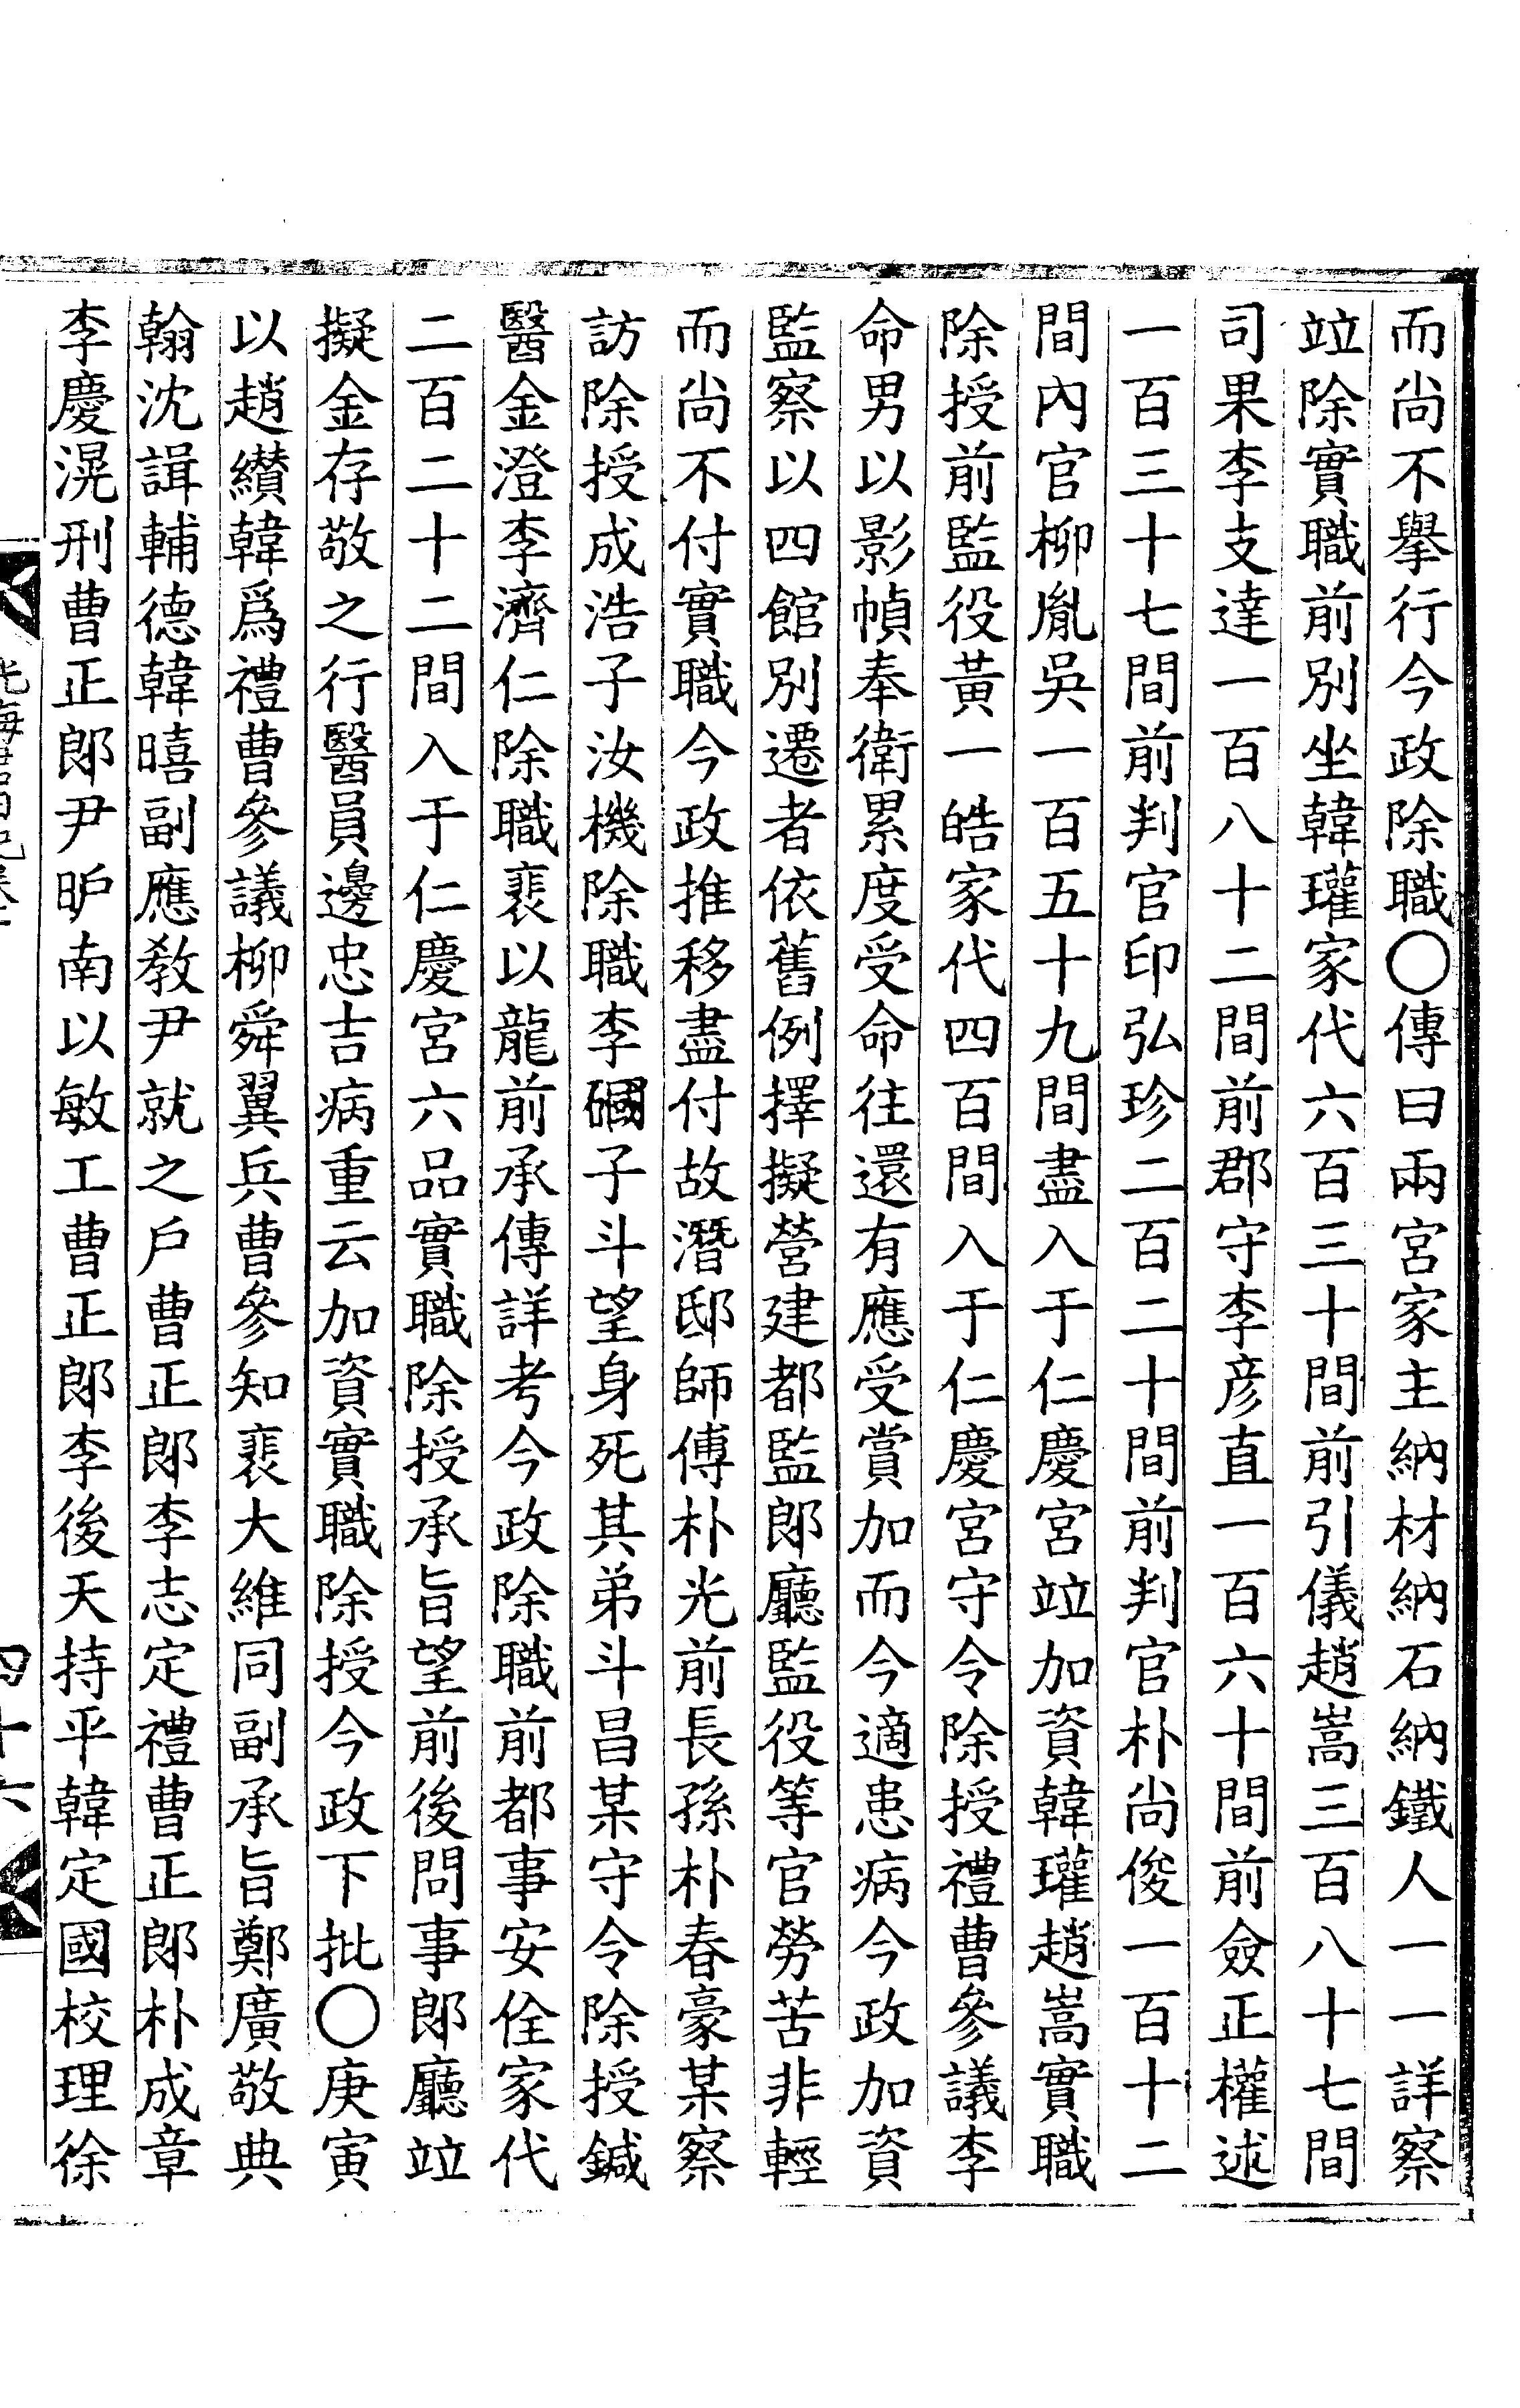 而尙不擧行今政除職○傳曰兩宮家主納材納石納鐵人一一詳察
竝除實職前別坐韓瓘家代六百三十間前引儀趙嵩三百八十七間
司果李支達一百八十二間前郡守李彦直一百六十間前僉正權述
一百三十七間前判官印弘珍二百二十間前判官朴尙俊一百十二
間內官柳胤吳一百五十九間盡入于仁慶宮竝加資韓瓘趙嵩實職
除授前監役黃一皓家代四百間入于仁慶宮守令除授禮曹參議李
命男以影幀奉衛累度受命往還有應受賞加而今適患病今政加資
監察以四館別遷者依舊例擇擬營建都監郞廳監役等官勞苦非輕
而尙不付實職今政推移盡付故潛邸師傅朴光前長孫朴春豪某察
訪除授成浩子汝機除職李碅子斗望身死其弟斗昌某守令除授鍼
醫金澄李濟仁除職裵以龍前承傳詳考今政除職前都事安佺家代
二百二十二間入于仁慶宮六品實職除授承旨望前後問事郞廳竝
擬金存敬之行醫員邊忠吉病重云加資實職除授今政下批○庚寅
以趙纘韓爲禮曹參議柳舜翼兵曹參知裵大維同副承旨鄭廣敬典
翰沈諿輔德韓暿副應敎尹就之戶曹正郞李志定禮曹正郞朴成章
李慶滉刑曹正郞尹昈南以敏工曹正郞李後天持平韓定國校理徐
光海君日記卷
四十六